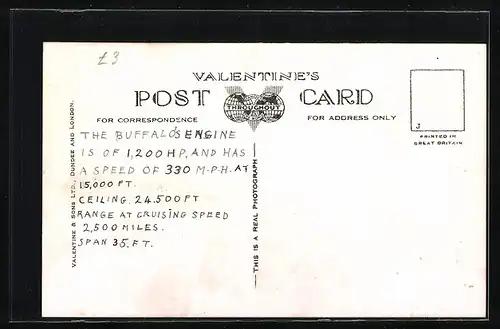 £3
VALENTINE'S
POST CARD
THROUGHOUT
FOR CORRESPONDENCE
FOR ADDRESS ONLY
J
PRINTED IN
GREAT BRITAIN
THE BUFFALO'S ENGINE
IS OF 1,200 HP, AND HAS
A SPEED OF 330 M-P-H. AT
15,000 FT.
CEILING. 24.500 FT
RANGE AT CRUISING SPEED
2,500 MILES.
SPAN 35. FT.
VALENTINE & SONS LTD., DUNDEE AND LONDON.
THIS IS A REAL PHOTOGRAPH